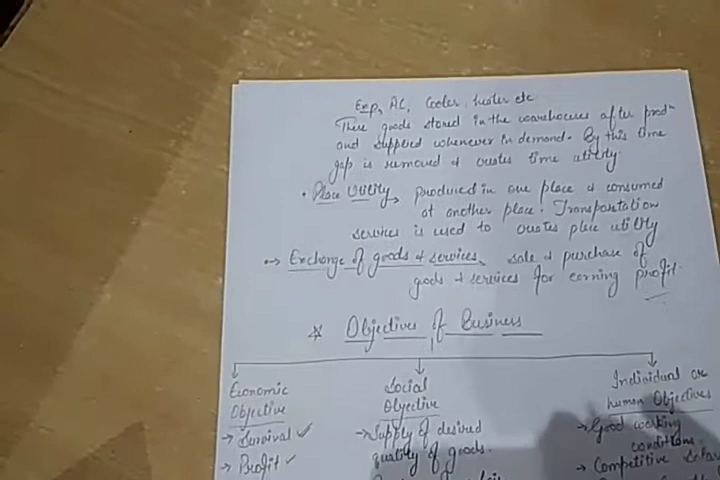 Exp, AC, Cooler, heater etc
These goods stored in the warehouses after prodⁿ
and supplied whenever in demand. By this time
gap is removed & creates time utility.
• Place Utility → produced in one place & consumed
at another place. Transportation
services is used to creates place utility
•→ Exchange of goods & services, sale & purchase of
goods & services for earning profit.
☆ Objectives of Business
Economic Objective
→ Survival ✓
→ Profit ✓
Social Objective
→ Supply of desired
quality of goods.
Individual or
human Objectives
→ Good working
conditions.
→ Competitive